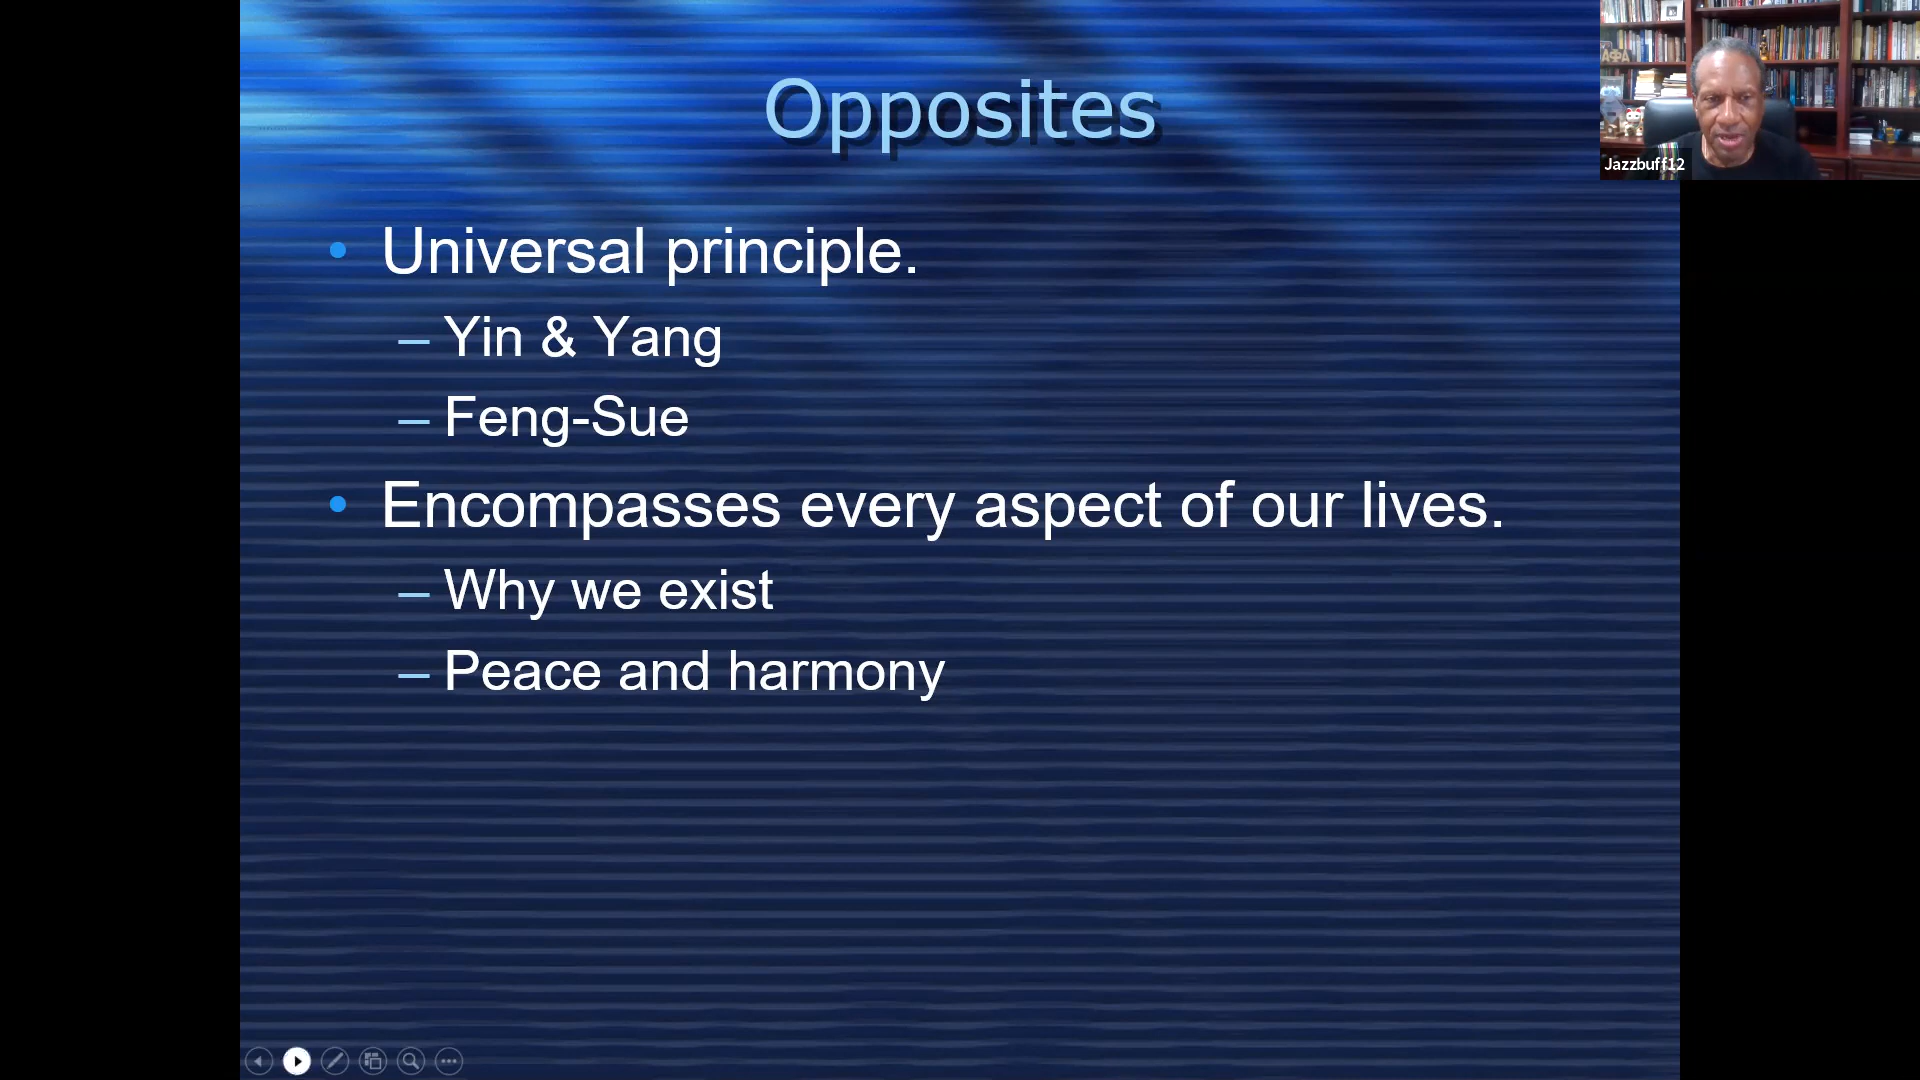 Opposites
• Universal principle.
– Yin & Yang
– Feng-Sue
• Encompasses every aspect of our lives.
– Why we exist
– Peace and harmony
Jazzbuff12